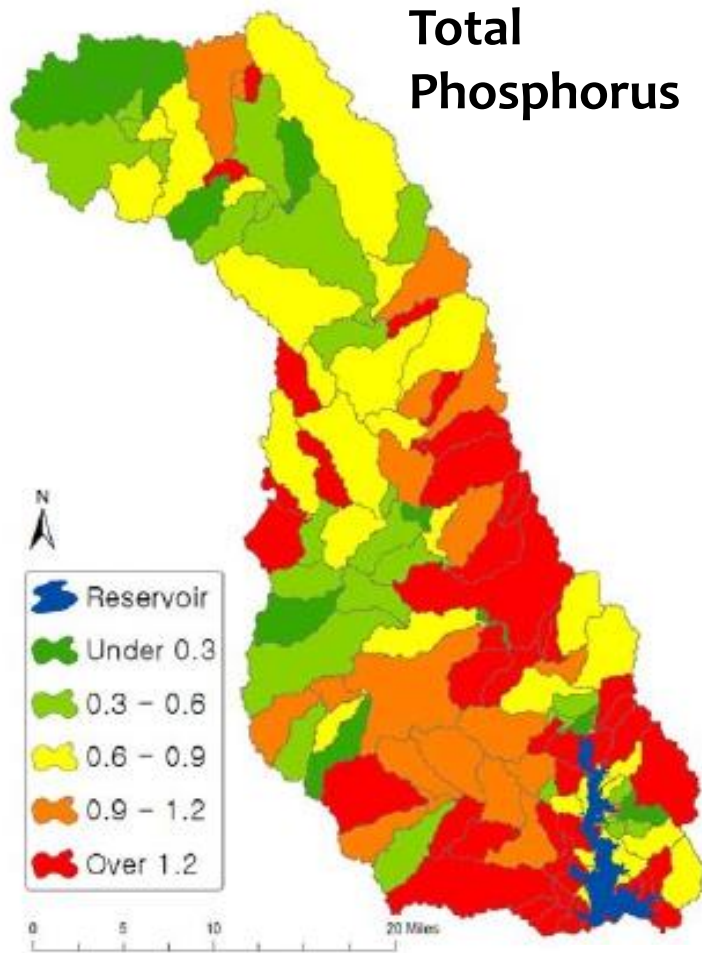 Total
Phosphorus
N
Reservoir
Under 0.3
0.3 - 0.6
0.6 - 0.9
0.9 - 1.2
Over 1.2
0 5 10 20 Miles